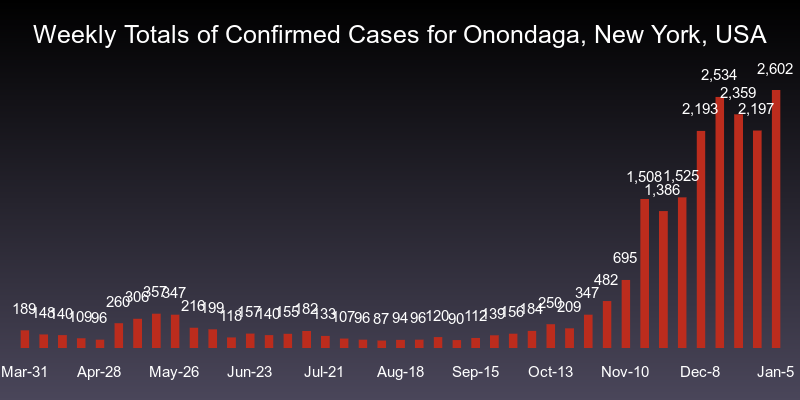 Weekly Totals of Confirmed Cases for Onondaga, New York, USA
189 148 140 109 96 260 306 357 347 216 199 118 157 140 155 182 133 107 96 87 94 96 120 90 112 139 156 184 250 209 347 482 695 1,508 1,386 1,525 2,193 2,534 2,359 2,197 2,602
Mar-31 Apr-28 May-26 Jun-23 Jul-21 Aug-18 Sep-15 Oct-13 Nov-10 Dec-8 Jan-5